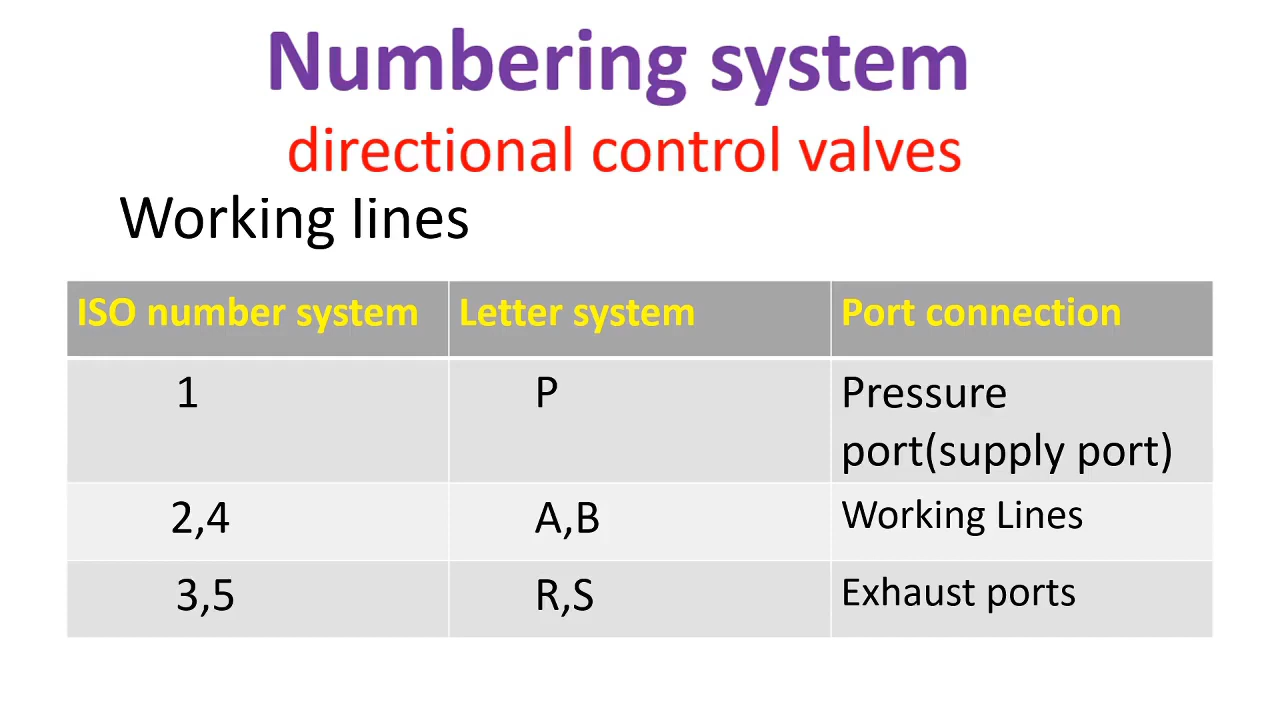 Numbering system
directional control valves
Working lines
ISO number system Letter system Port connection
1 P Pressure
port(supply port)
2,4 A,B Working Lines
3,5 R,S Exhaust ports